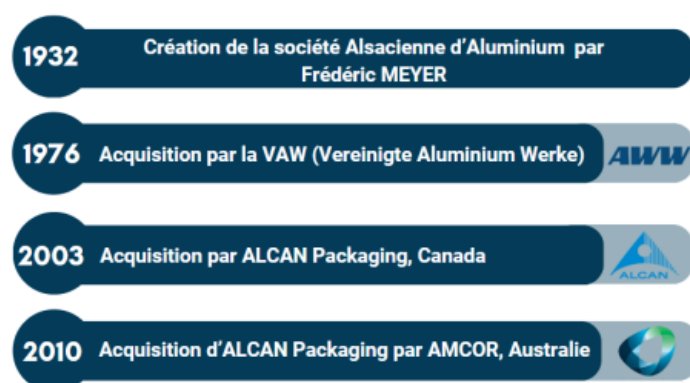 1932
Création de la société Alsacienne d'Aluminium par
Frédéric MEYER
1976
Acquisition par la VAW (Vereinigte Aluminium Werke)
AWW
2003
Acquisition par ALCAN Packaging, Canada
ALCAN
2010
Acquisition d'ALCAN Packaging par AMCOR, Australie